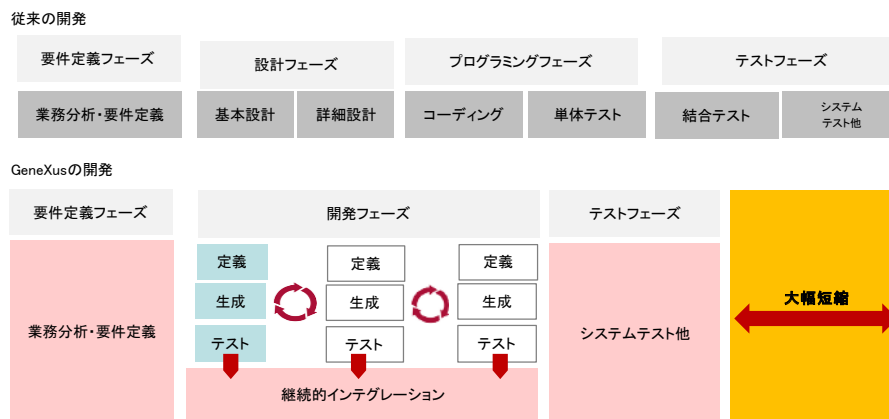 従来の開発
要件定義フェーズ
設計フェーズ
プログラミングフェーズ
テストフェーズ
業務分析・要件定義
基本設計
詳細設計
コーディング
単体テスト
結合テスト
システム
テスト他
GeneXusの開発
要件定義フェーズ
開発フェーズ
テストフェーズ
業務分析・要件定義
定義
生成
テスト
定義
生成
テスト
定義
生成
テスト
継続的インテグレーション
システムテスト他
大幅短縮